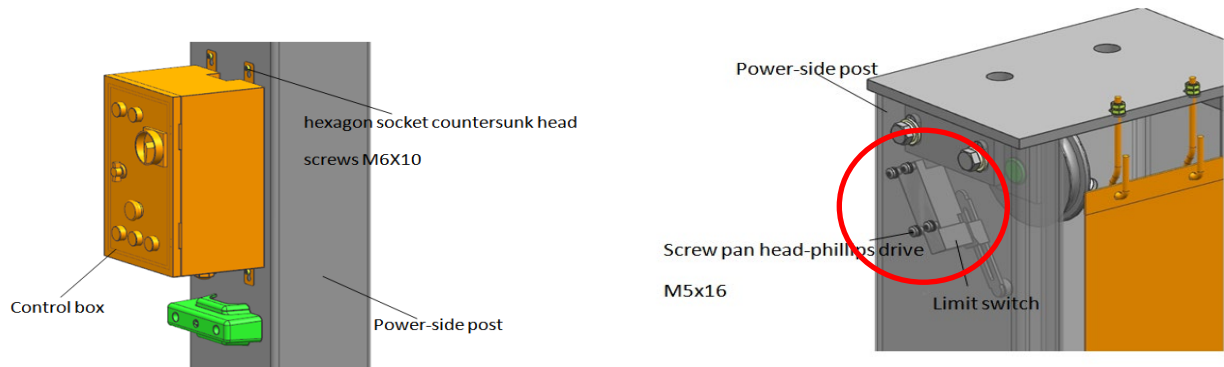 hexagon socket countersunk head
screws M6X10
Control box
Power-side post
Power-side post
Screw pan head-phillips drive
M5x16
Limit switch